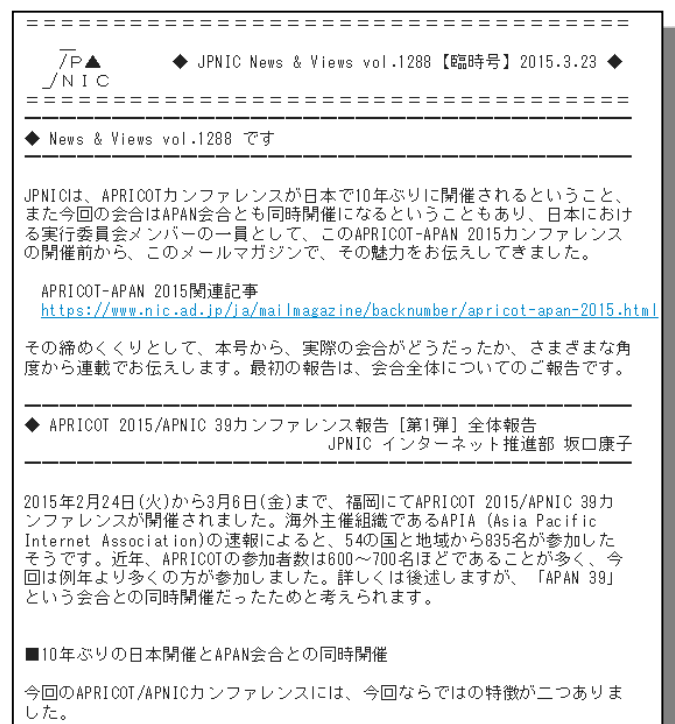 =================================
/P▲ ◆ JPNIC News & Views vol.1288【臨時号】2015.3.23 ◆
_/NIC
=================================
◆ News & Views vol.1288 です
JPNICは、APRICOTカンファレンスが日本で10年ぶりに開催されるということ、
また今回の会合はAPAN会合とも同時開催になるということもあり、日本におけ
る実行委員会メンバーの一員として、このAPRICOT-APAN 2015カンファレンス
の開催前から、このメールマガジンで、その魅力をお伝えしてきました。
APRICOT-APAN 2015関連記事
https://www.nic.ad.jp/ja/mailmagazine/backnumber/apricot-apan-2015.html
その締めくくりとして、本号から、実際の会合がどうだったか、さまざまな角
度から連載でお伝えします。最初の報告は、会合全体についてのご報告です。
◆ APRICOT 2015/APNIC 39カンファレンス報告 [第1弾] 全体報告
JPNIC インターネット推進部 坂口康子
2015年2月24日(火)から3月6日(金)まで、福岡にてAPRICOT 2015/APNIC 39カ
ンファレンスが開催されました。海外主催組織であるAPIA (Asia Pacific
Internet Association)の速報によると、54の国と地域から835名が参加した
そうです。近年、APRICOTの参加者数は600～700名ほどであることが多く、今
回は例年より多くの方が参加しました。詳しくは後述しますが、「APAN 39」
という会合との同時開催だったためと考えられます。
■10年ぶりの日本開催とAPAN会合との同時開催
今回のAPRICOT/APNICカンファレンスには、今回ならではの特徴が二つありま
した。